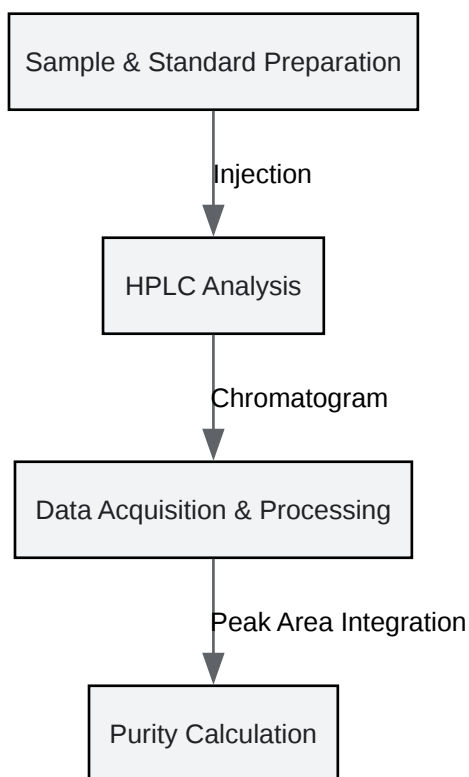 Sample & Standard Preparation
Injection
HPLC Analysis
Chromatogram
Data Acquisition & Processing
Peak Area Integration
Purity Calculation